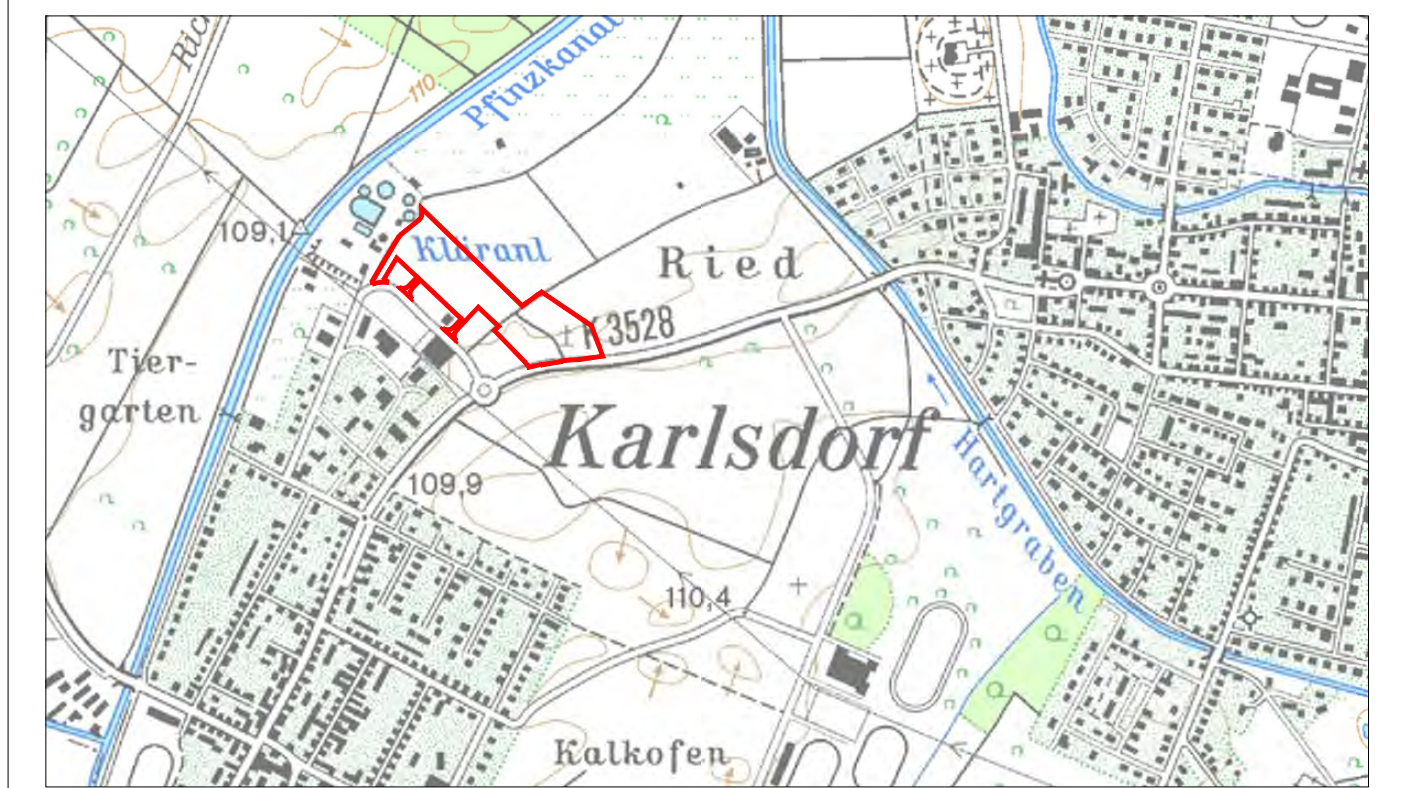 110
Pfinzkanal
109,1
Kläranl
Ried
K 3528
Tier-
garten
Karlsdorf
109,9
Hartgraben
110,4
Kalkofen